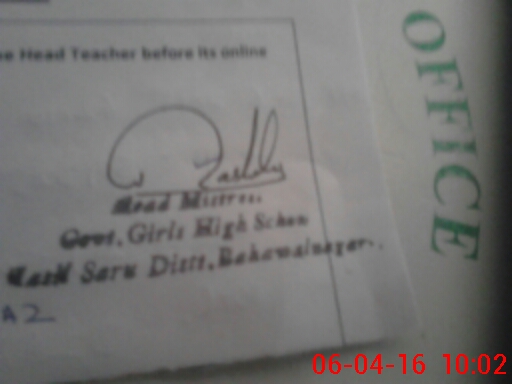 e Head Teacher before its online
Head Mistress.
Govt. Girls High School
Saru Distt. Bahawalnagar.
A2
OFFICE
06-04-16 10:02